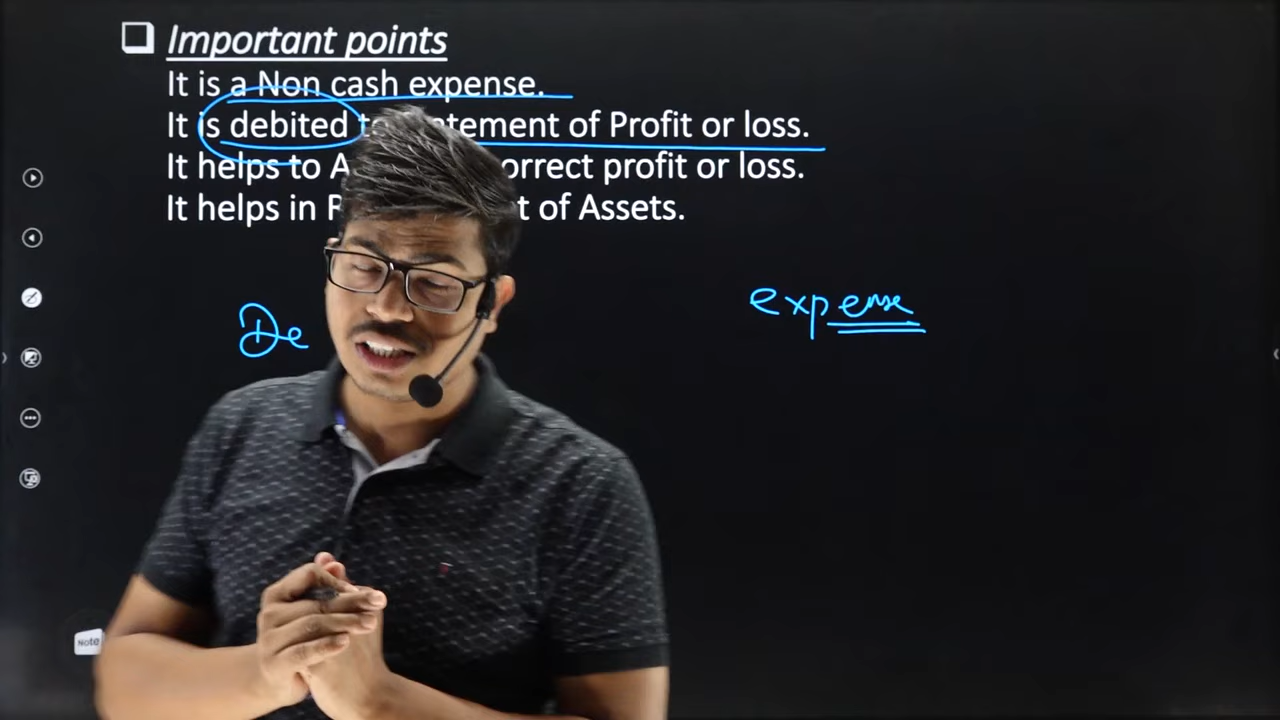 Important points
It is a Non cash expense.
It is debited tatement of Profit or loss.
It helps to A orrect profit or loss.
It helps in R t of Assets.
De expense
Note